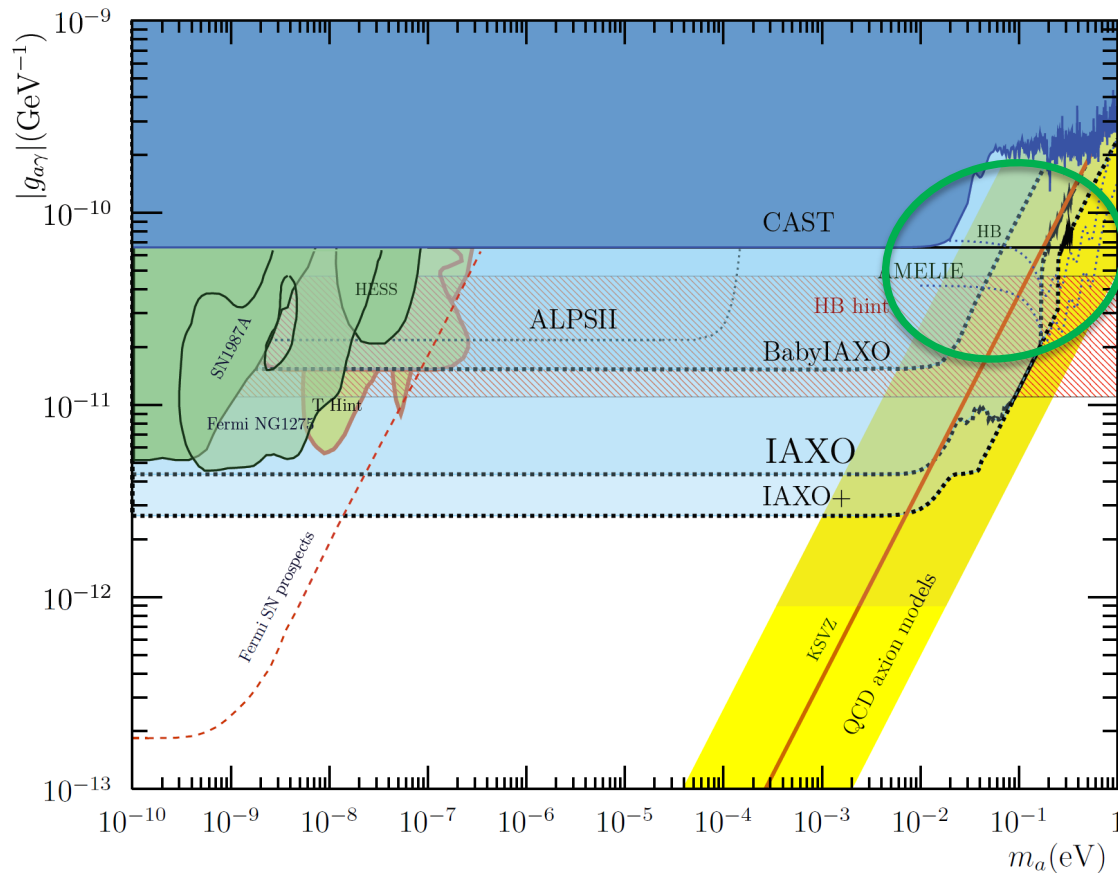 10⁻⁹
|g_{aγ}|(GeV⁻¹)
10⁻¹⁰
CAST
HB
AMELIE
HESS
HB hint
ALPSII
SN1987A
BabyIAXO
10⁻¹¹
T Hint
Fermi NG1275
IAXO
IAXO+
Fermi SN prospects
10⁻¹²
KSVZ
QCD axion models
10⁻¹³
10⁻¹⁰ 10⁻⁹ 10⁻⁸ 10⁻⁷ 10⁻⁶ 10⁻⁵ 10⁻⁴ 10⁻³ 10⁻² 10⁻¹ 1
m_a(eV)